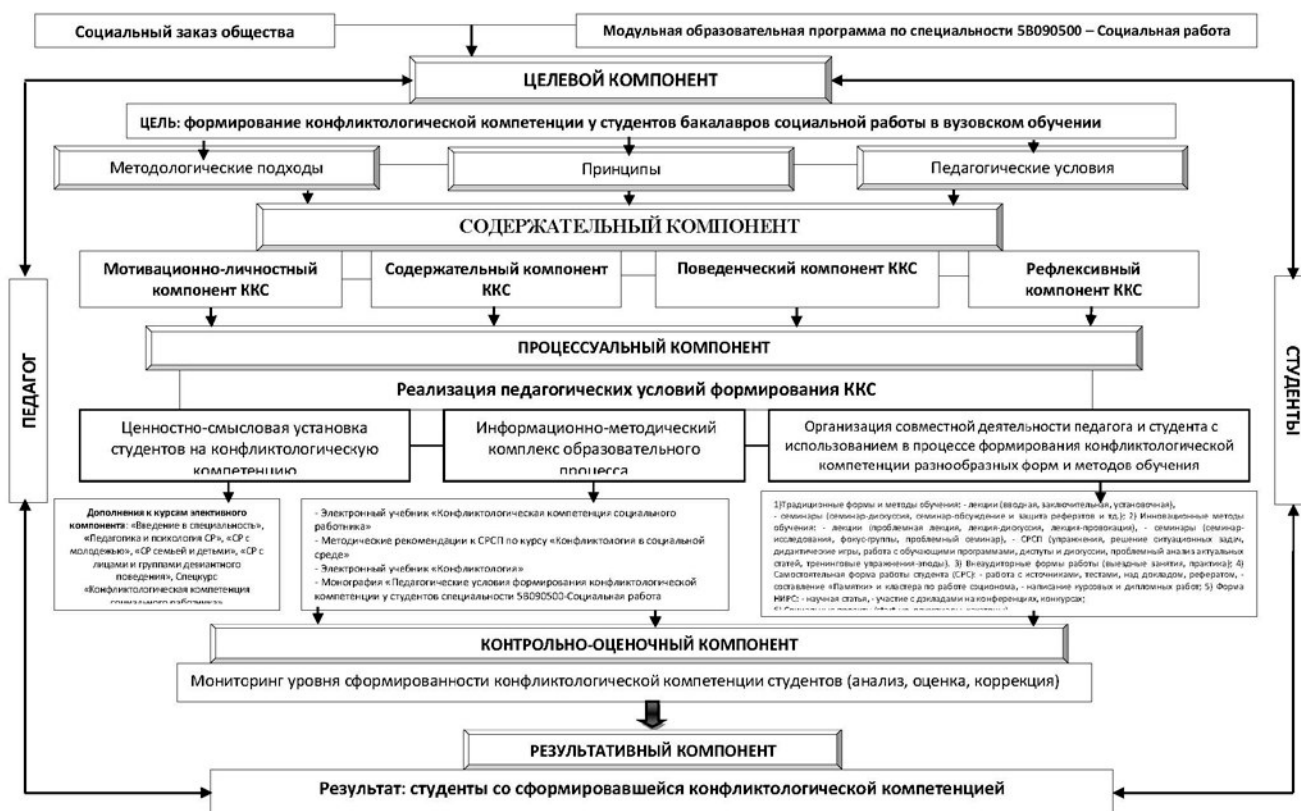 Социальный заказ общества
Модульная образовательная программа по специальности 5В090500 – Социальная работа
ЦЕЛЕВОЙ КОМПОНЕНТ
ЦЕЛЬ: формирование конфликтологической компетенции у студентов бакалавров социальной работы в вузовском обучении
Методологические подходы
Принципы
Педагогические условия
СОДЕРЖАТЕЛЬНЫЙ КОМПОНЕНТ
Мотивационно-личностный
компонент ККС
Содержательный компонент
ККС
Поведенческий компонент ККС
Рефлексивный
компонент ККС
ПЕДАГОГ
СТУДЕНТЫ
ПРОЦЕССУАЛЬНЫЙ КОМПОНЕНТ
Реализация педагогических условий формирования ККС
Ценностно-смысловая установка
студентов на конфликтологическую
компетенцию
Информационно-методический
комплекс образовательного
процесса
Организация совместной деятельности педагога и студента с
использованием в процессе формирования конфликтологической
компетенции разнообразных форм и методов обучения
Дополнения к курсам элективного
компонента: «Введение в специальность»,
«Педагогика и психология СР», «СР с
молодежью», «СР семьей и детьми», «СР с
лицами и группами девиантного
поведения», Спецкурс
«Конфликтологическая компетенция
социального работника»
- Электронный учебник «Конфликтологическая компетенция социального
работника»
- Методические рекомендации к СРСП по курсу «Конфликтология в социальной
среде»
- Электронный учебник «Конфликтология»
- Монография «Педагогические условия формирования конфликтологической
компетенции у студентов специальности 5В090500-Социальная работа
1)Традиционные формы и методы обучения: - лекции (вводная, заключительная, установочная),
- семинары (семинар-дискуссия, семинар-обсуждение и защита рефератов и тд.); 2) Инновационные методы
обучения: - лекции (проблемная лекция, лекция-дискуссия, лекция-провокация), - семинары (семинар-
исследования, фокус-группы, проблемный семинар), - СРСП (упражнения, решение ситуационных задач,
дидактические игры, работа с обучающими программами, диспуты и дискуссии, проблемный анализ актуальных
статей, тренинговые упражнения-этюды). 3) Внеаудиторные формы работы (выездные занятия, практика); 4)
Самостоятельная форма работы студента (СРС): - работа с источниками, тестами, над докладом, рефератом, -
составление «Памятки» и кластера по работе соционома, - написание курсовых и дипломных работ; 5) Форма
НИРС: - научная статья, - участие с докладами на конференциях, конкурсах;
КОНТРОЛЬНО-ОЦЕНОЧНЫЙ КОМПОНЕНТ
Мониторинг уровня сформированности конфликтологической компетенции студентов (анализ, оценка, коррекция)
РЕЗУЛЬТАТИВНЫЙ КОМПОНЕНТ
Результат: студенты со сформировавшейся конфликтологической компетенцией